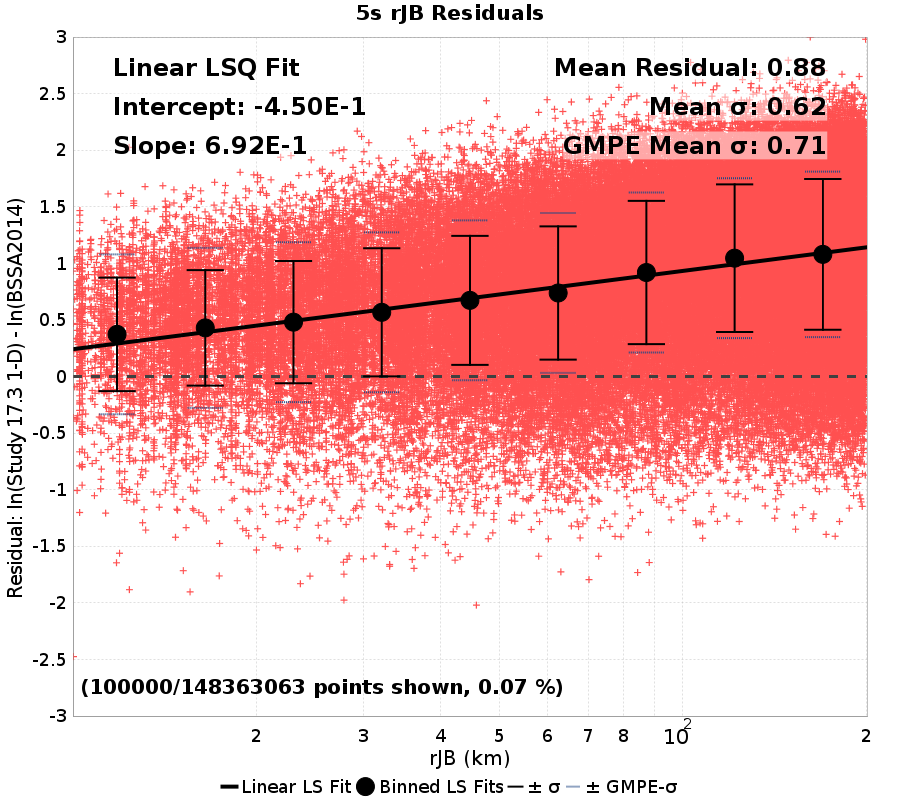 5s rJB Residuals
Linear LSQ Fit
Intercept: -4.50E-1
Slope: 6.92E-1
Mean Residual: 0.88
Mean σ: 0.62
GMPE Mean σ: 0.71
Residual: ln(Study 17.3 1-D) - ln(BSSA2014)
3
2.5
2
1.5
1
0.5
0
-0.5
-1
-1.5
-2
-2.5
-3
(100000/148363063 points shown, 0.07 %)
2 3 4 5 6 7 8 10² 2
rJB (km)
Linear LS Fit Binned LS Fits ± σ ± GMPE-σ